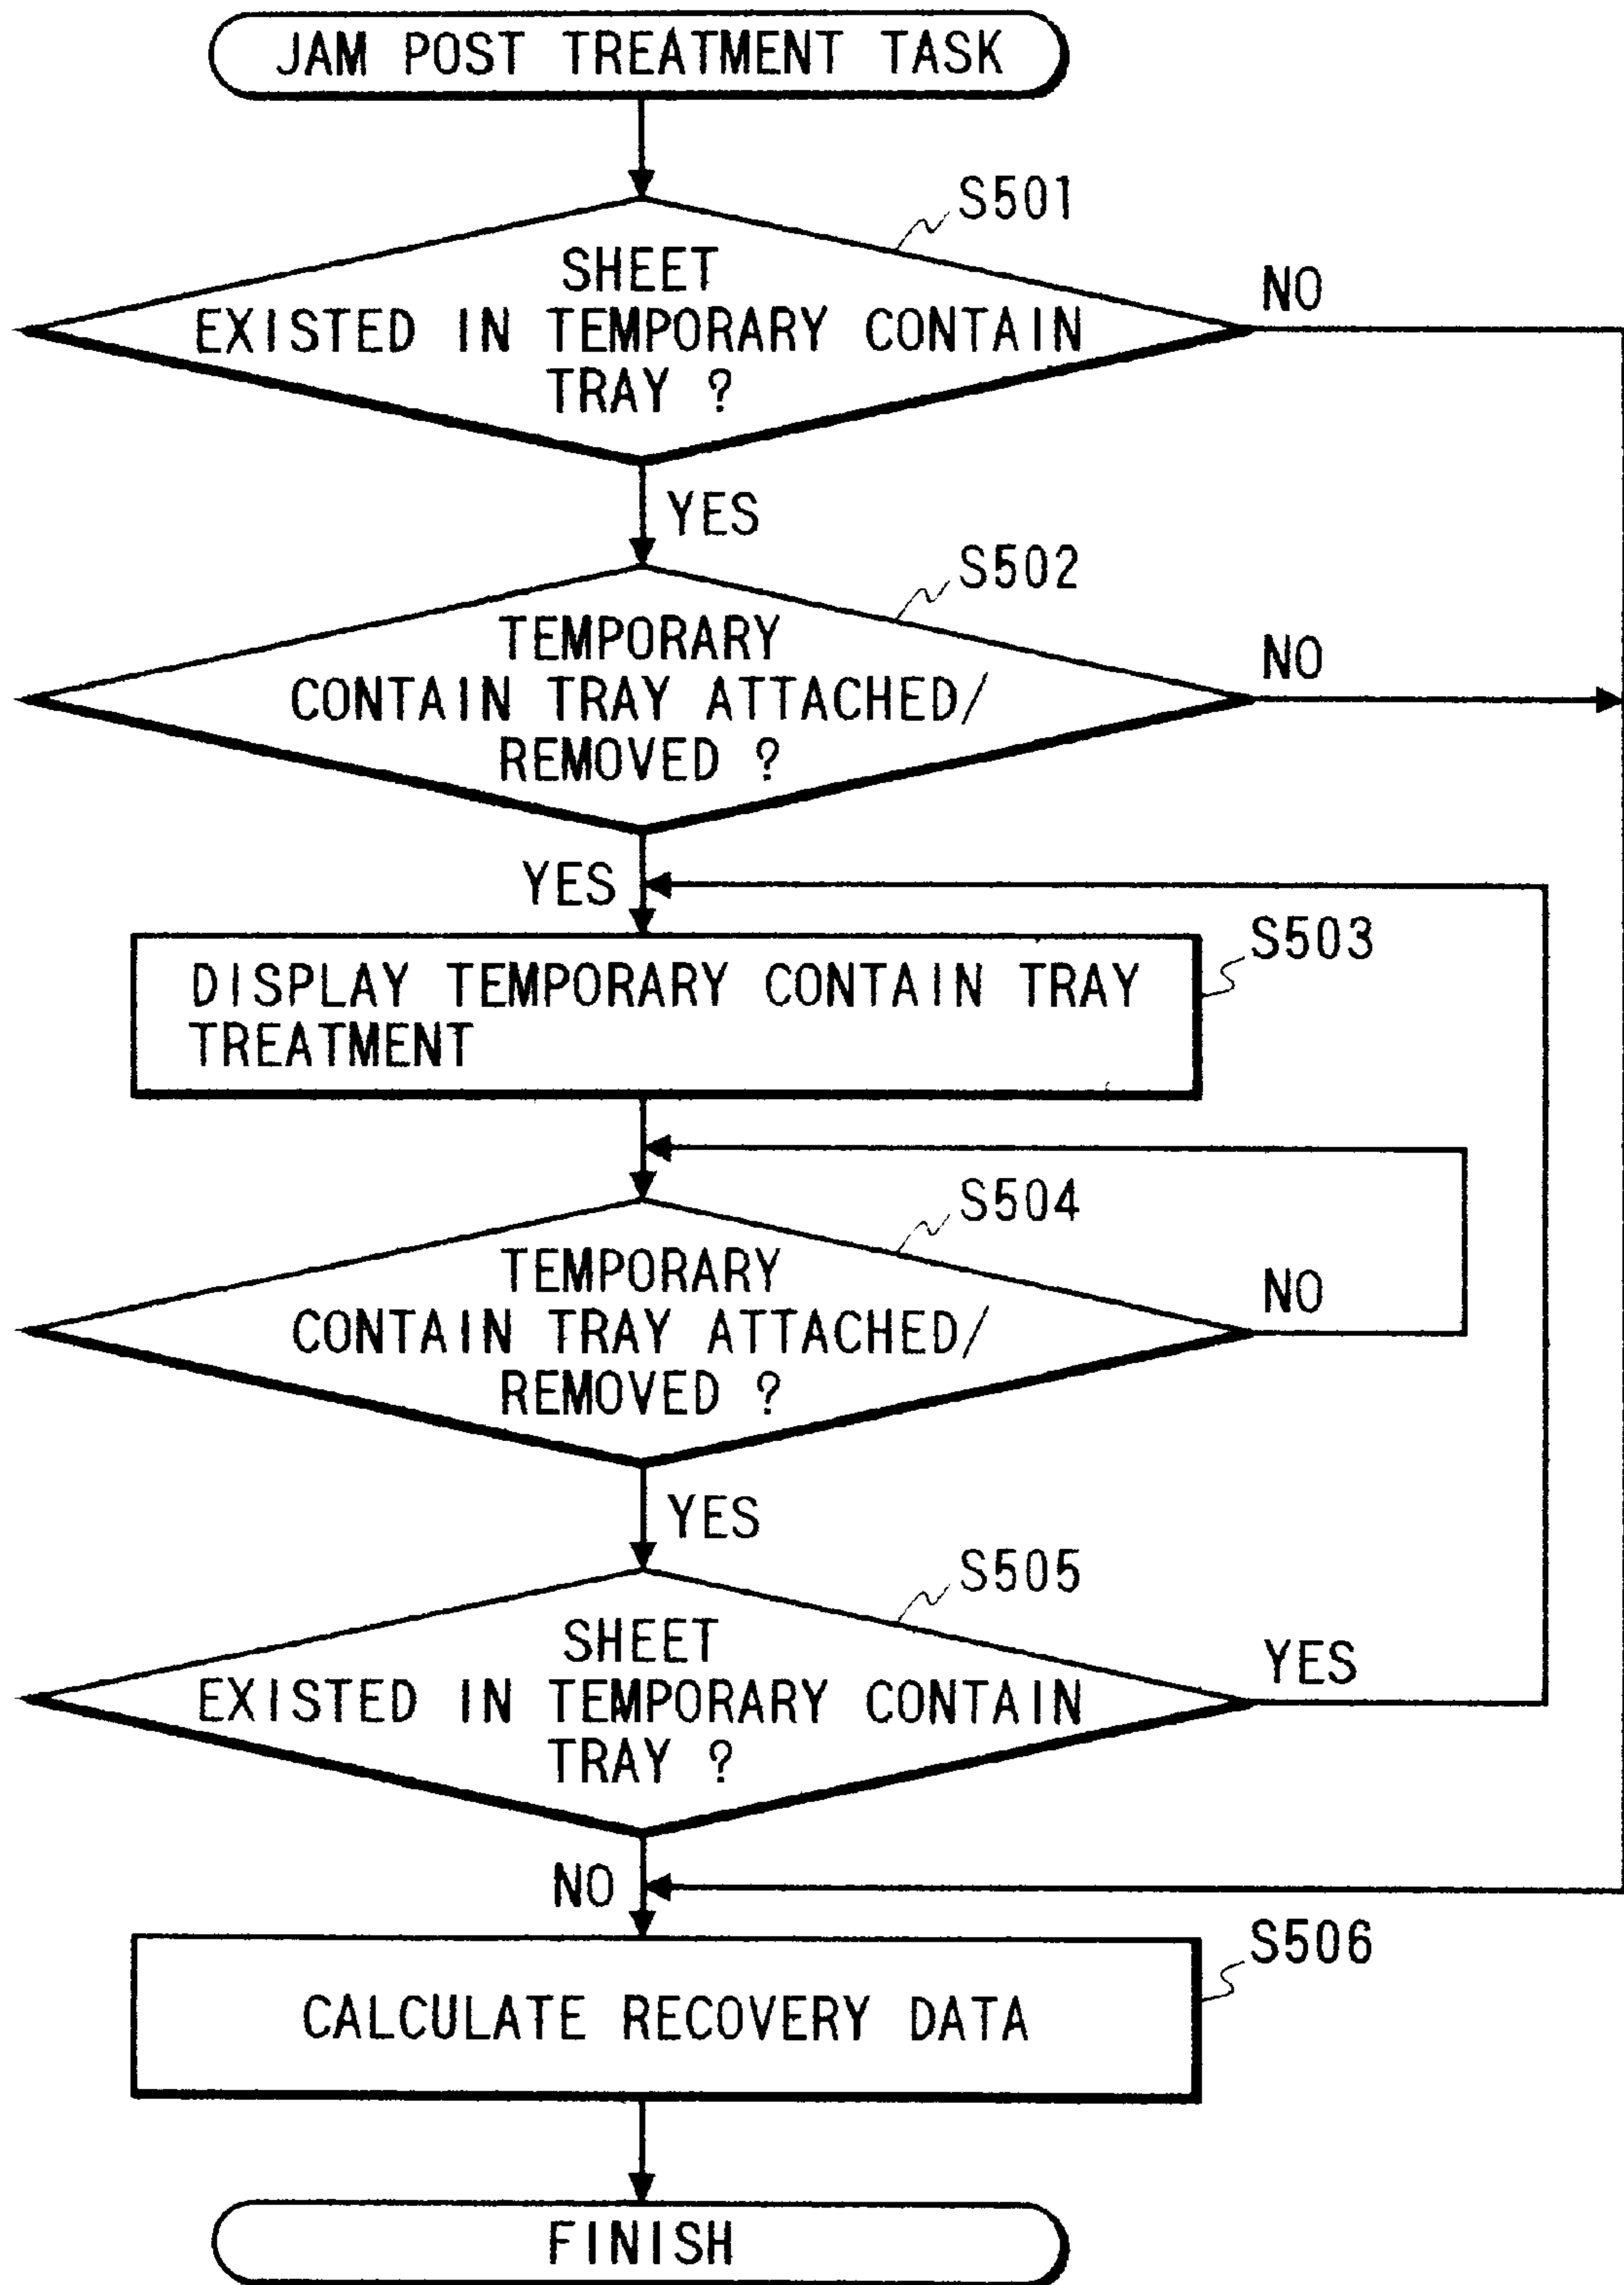 JAM POST TREATMENT TASK
S501
SHEET
EXISTED IN TEMPORARY CONTAIN
TRAY ?
NO
YES
S502
TEMPORARY
CONTAIN TRAY ATTACHED/
REMOVED ?
NO
YES
S503
DISPLAY TEMPORARY CONTAIN TRAY
TREATMENT
S504
TEMPORARY
CONTAIN TRAY ATTACHED/
REMOVED ?
NO
YES
S505
SHEET
EXISTED IN TEMPORARY CONTAIN
TRAY ?
YES
NO
S506
CALCULATE RECOVERY DATA
FINISH